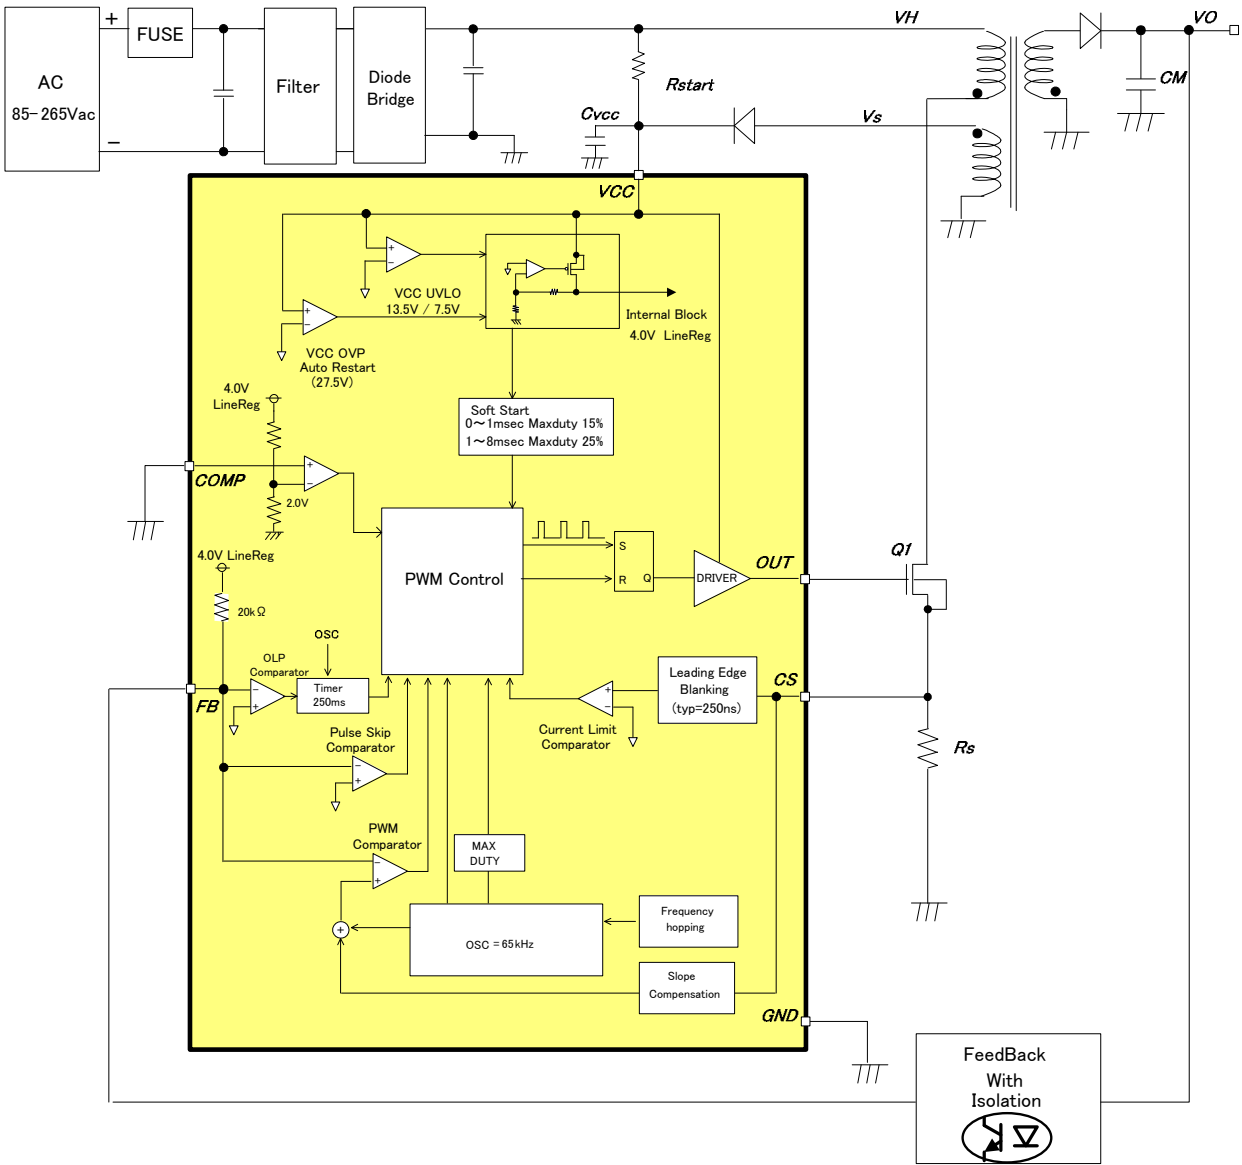 +
FUSE
AC
85-265Vac
−
Filter
Diode
Bridge
VH
VO
CM
Rstart
Cvcc
Vs
VCC
+
−
VCC UVLO
13.5V / 7.5V
+
−
VCC OVP
Auto Restart
(27.5V)
Internal Block
4.0V LineReg
4.0V
LineReg
Soft Start
0～1msec Maxduty 15%
1～8msec Maxduty 25%
COMP
+
−
2.0V
4.0V LineReg
20kΩ
PWM Control
S
R
Q
DRIVER
OUT
Q1
OSC
OLP
Comparator
−
+
Timer
250ms
FB
Leading Edge
Blanking
(typ=250ns)
CS
+
−
Current Limit
Comparator
Rs
Pulse Skip
Comparator
−
+
PWM
Comparator
−
+
MAX
DUTY
+
OSC = 65kHz
Frequency
hopping
Slope
Compensation
GND
FeedBack
With
Isolation